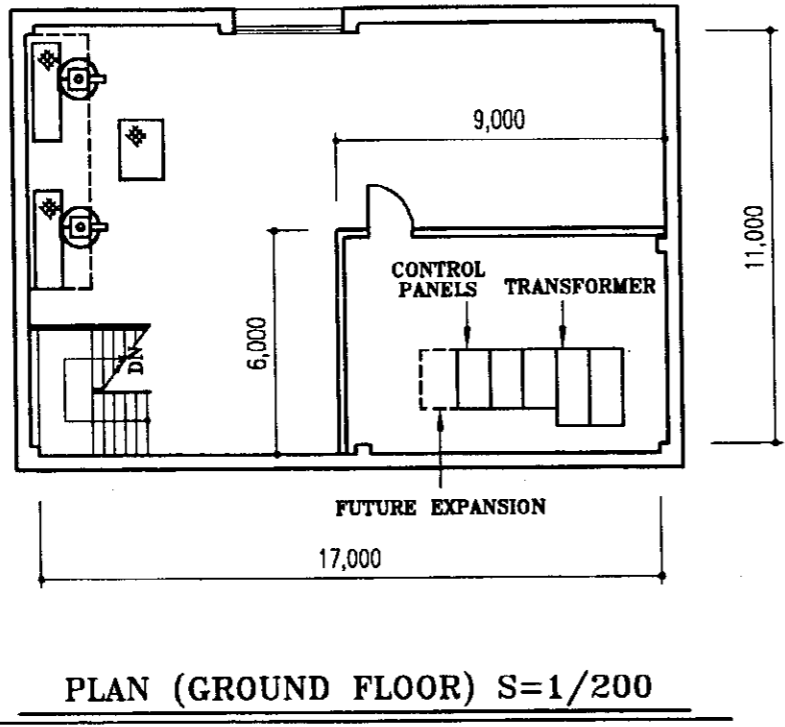 9,000
11,000
CONTROL
PANELS
TRANSFORMER
6,000
DN
FUTURE EXPANSION
17,000
PLAN (GROUND FLOOR) S=1/200